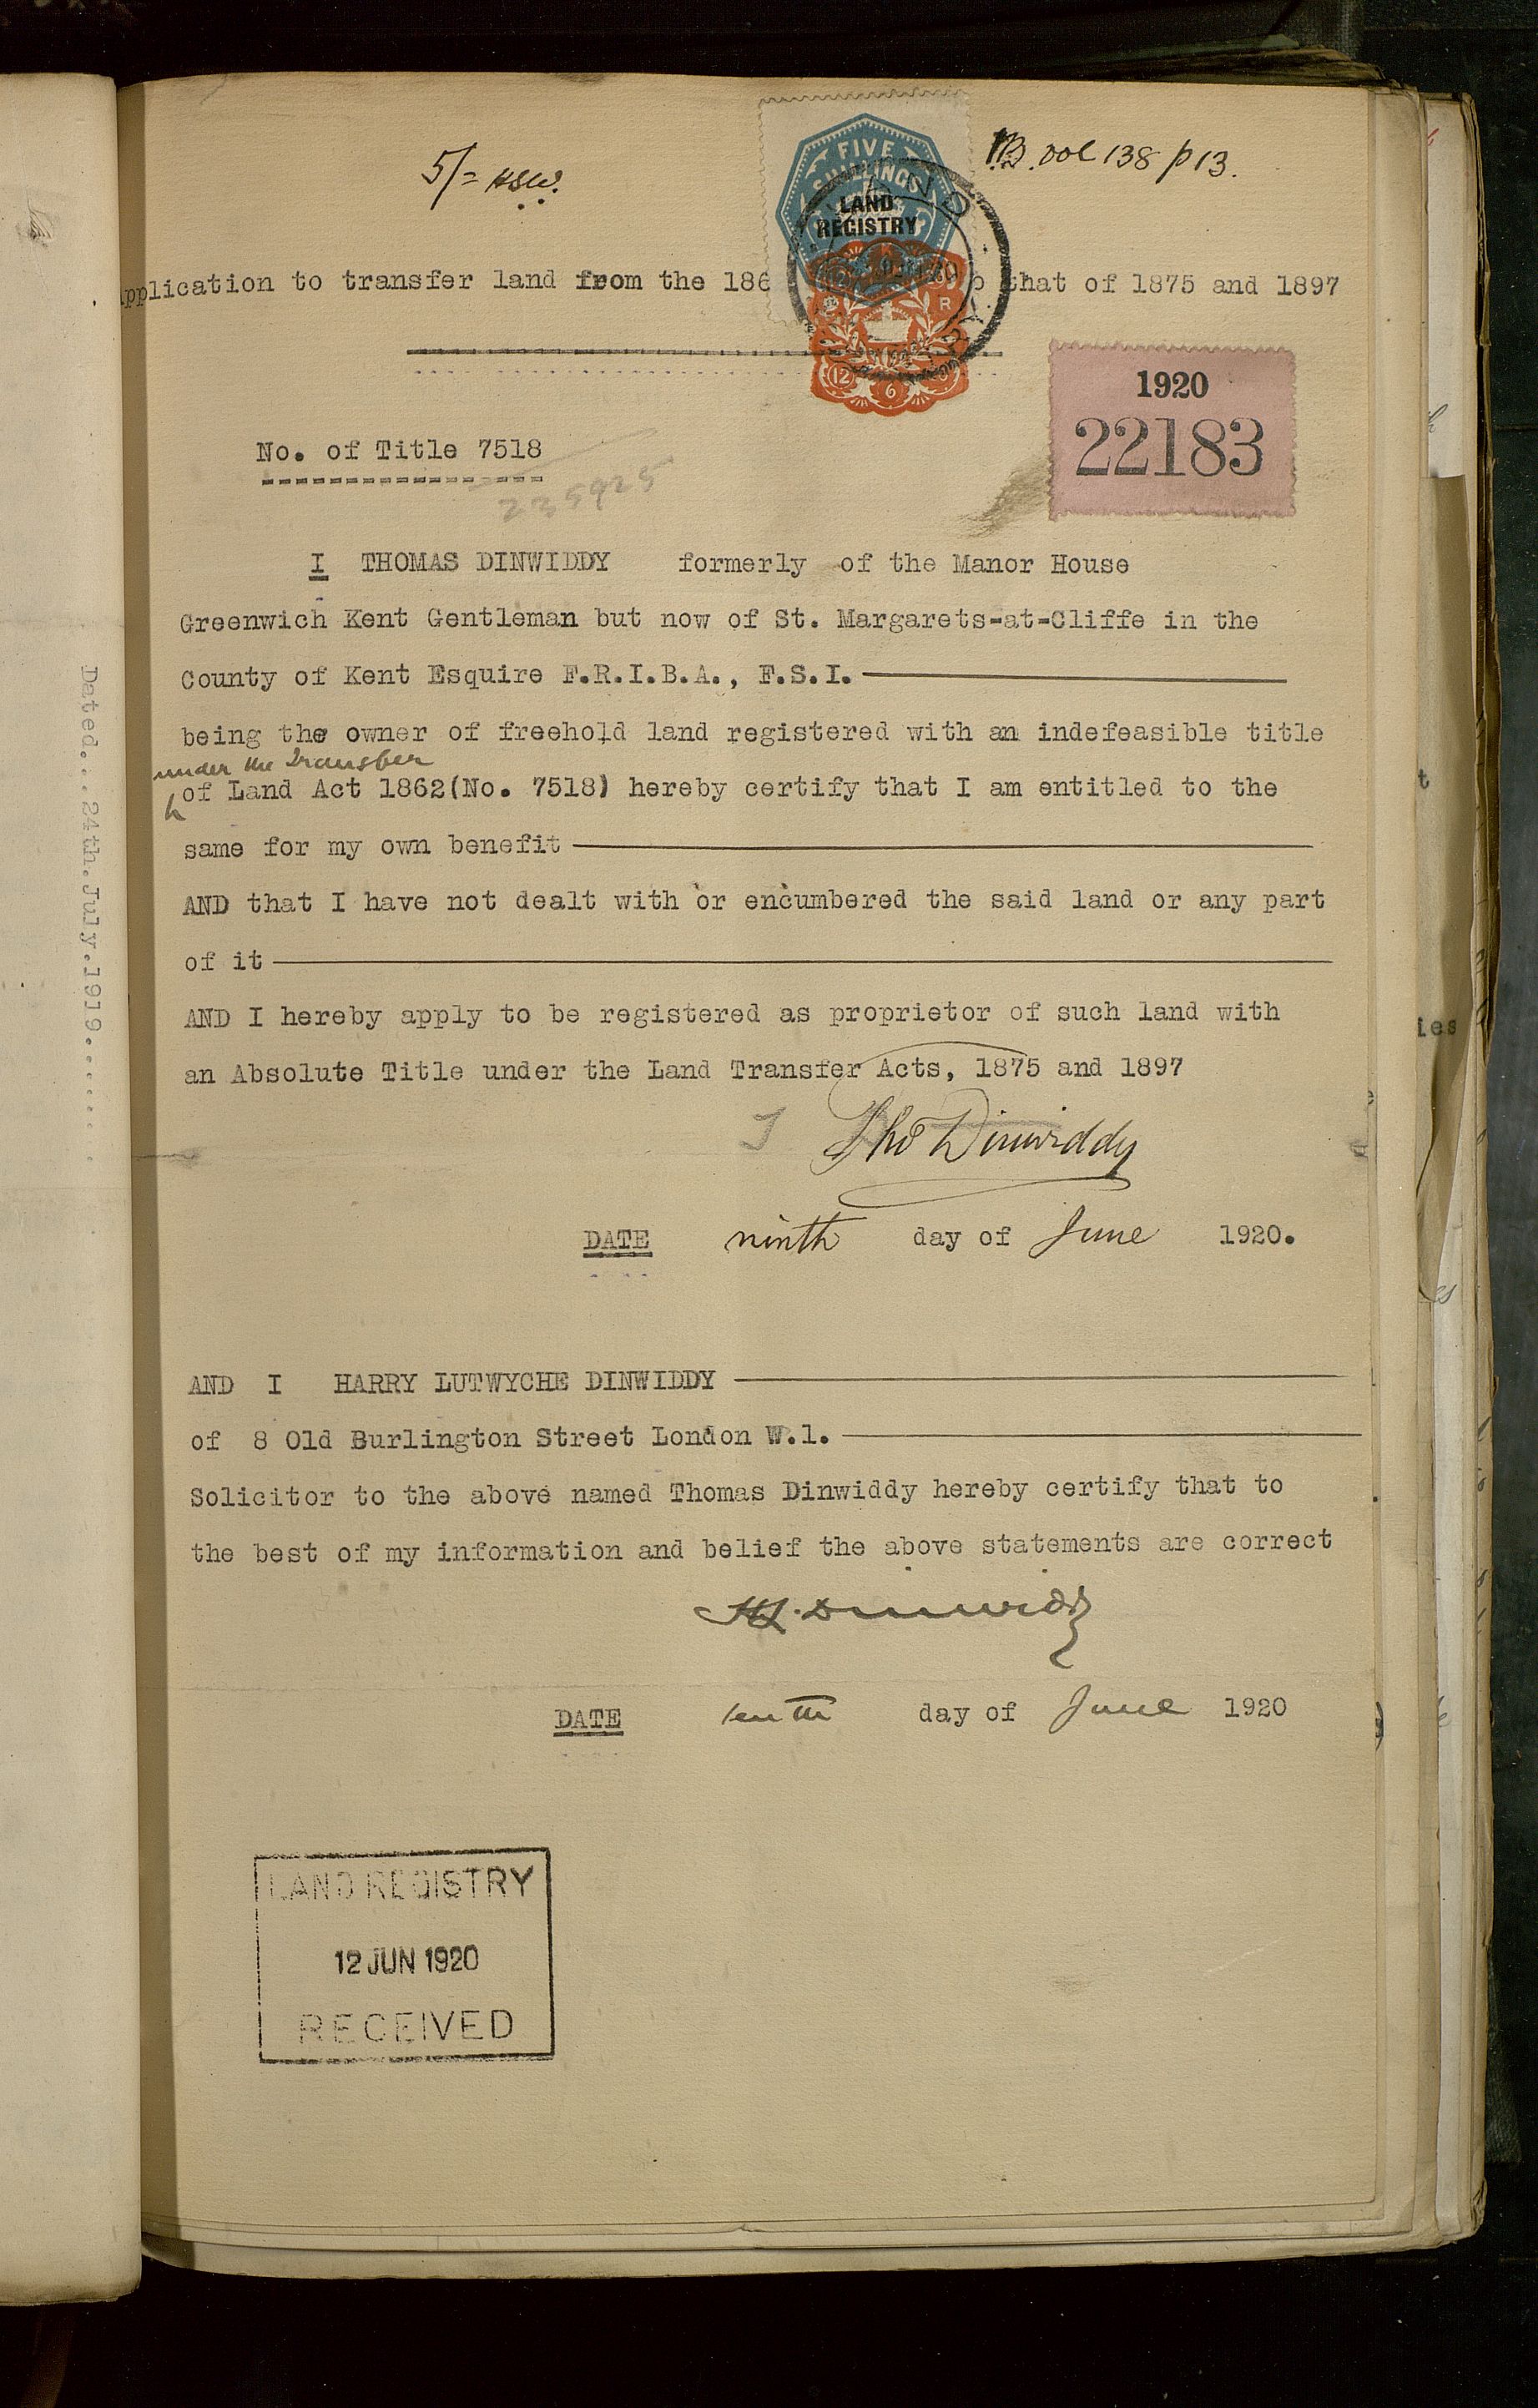 5/= HSW.
FIVE
SHILLINGS
LAND
REGISTRY
vol 138 p 13.
pplication to transfer land from the 186 that of 1875 and 1897
1920
22183
No. of Title 7518
235925
I THOMAS DINWIDDY formerly of the Manor House
Greenwich Kent Gentleman but now of St. Margarets-at-Cliffe in the
County of Kent Esquire F.R.I.B.A., F.S.I.
being the owner of freehold land registered with an indefeasible title
under the Transfer
of Land Act 1862(No. 7518) hereby certify that I am entitled to the
same for my own benefit
AND that I have not dealt with or encumbered the said land or any part
of it
AND I hereby apply to be registered as proprietor of such land with
an Absolute Title under the Land Transfer Acts, 1875 and 1897
Tho Dinwiddy
DATE ninth day of June 1920.
AND I HARRY LUTWYCHE DINWIDDY
of 8 Old Burlington Street London W.1.
Solicitor to the above named Thomas Dinwiddy hereby certify that to
the best of my information and belief the above statements are correct
HL. Dinwiddy
DATE tenth day of June 1920
LAND REGISTRY
12 JUN 1920
RECEIVED
Dated...24th.July.1919.......